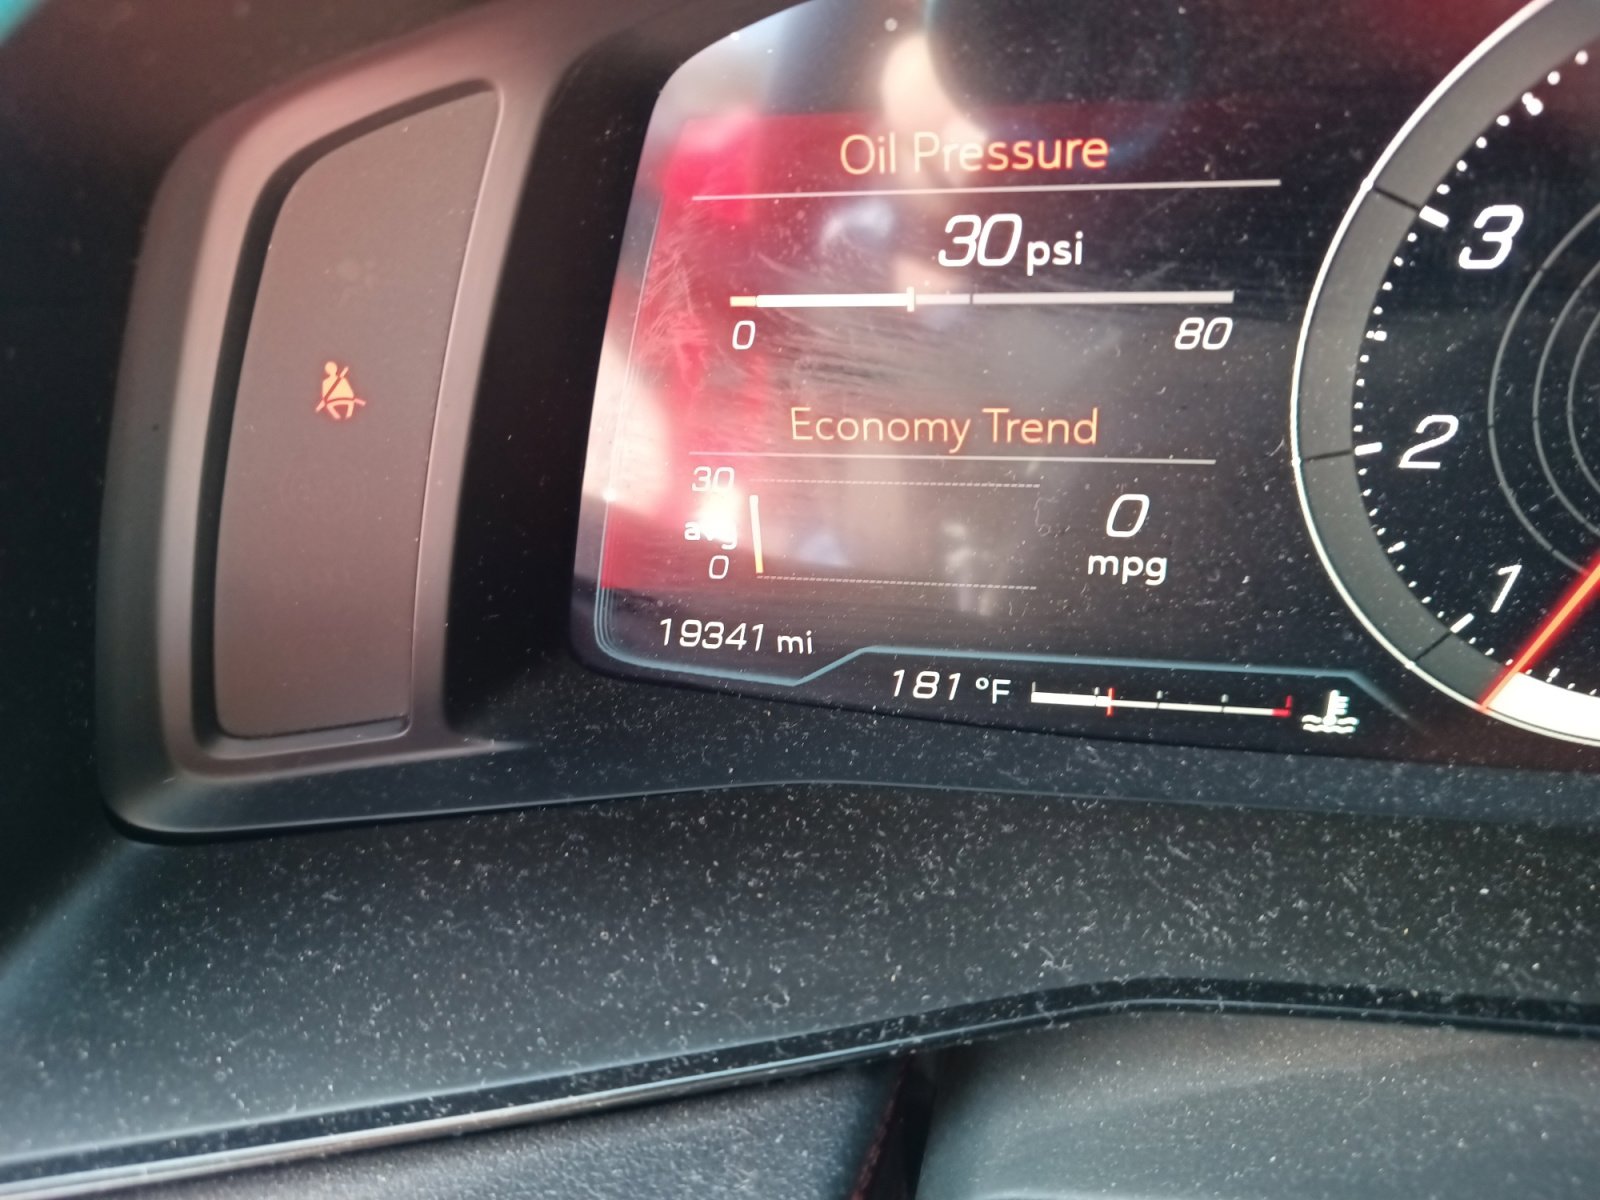 Oil Pressure
30 psi
0 80
Economy Trend
30
avg
0
0
mpg
19341 mi
181 °F
3
2
1